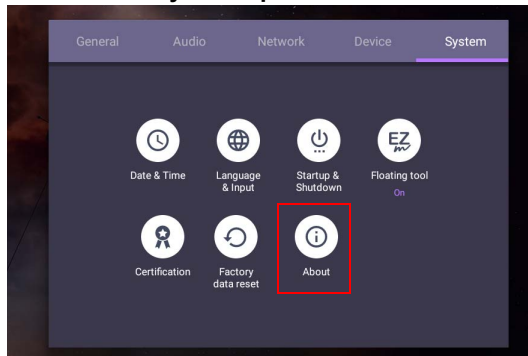 General Audio Network Device System
Date & Time Language & Input Startup & Shutdown EZ Floating tool On
Certification Factory data reset About